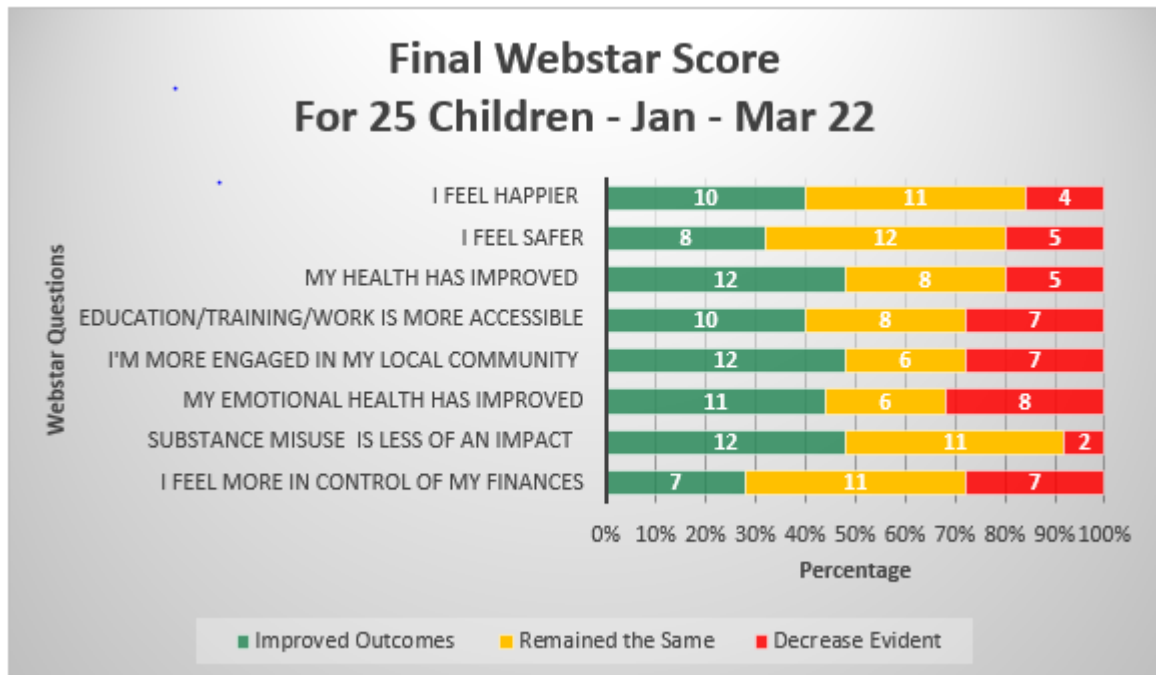 Final Webstar Score
For 25 Children - Jan - Mar 22
Webstar Questions
I FEEL HAPPIER 10 11 4
I FEEL SAFER 8 12 5
MY HEALTH HAS IMPROVED 12 8 5
EDUCATION/TRAINING/WORK IS MORE ACCESSIBLE 10 8 7
I'M MORE ENGAGED IN MY LOCAL COMMUNITY 12 6 7
MY EMOTIONAL HEALTH HAS IMPROVED 11 6 8
SUBSTANCE MISUSE IS LESS OF AN IMPACT 12 11 2
I FEEL MORE IN CONTROL OF MY FINANCES 7 11 7
0% 10% 20% 30% 40% 50% 60% 70% 80% 90% 100%
Percentage
Improved Outcomes Remained the Same Decrease Evident